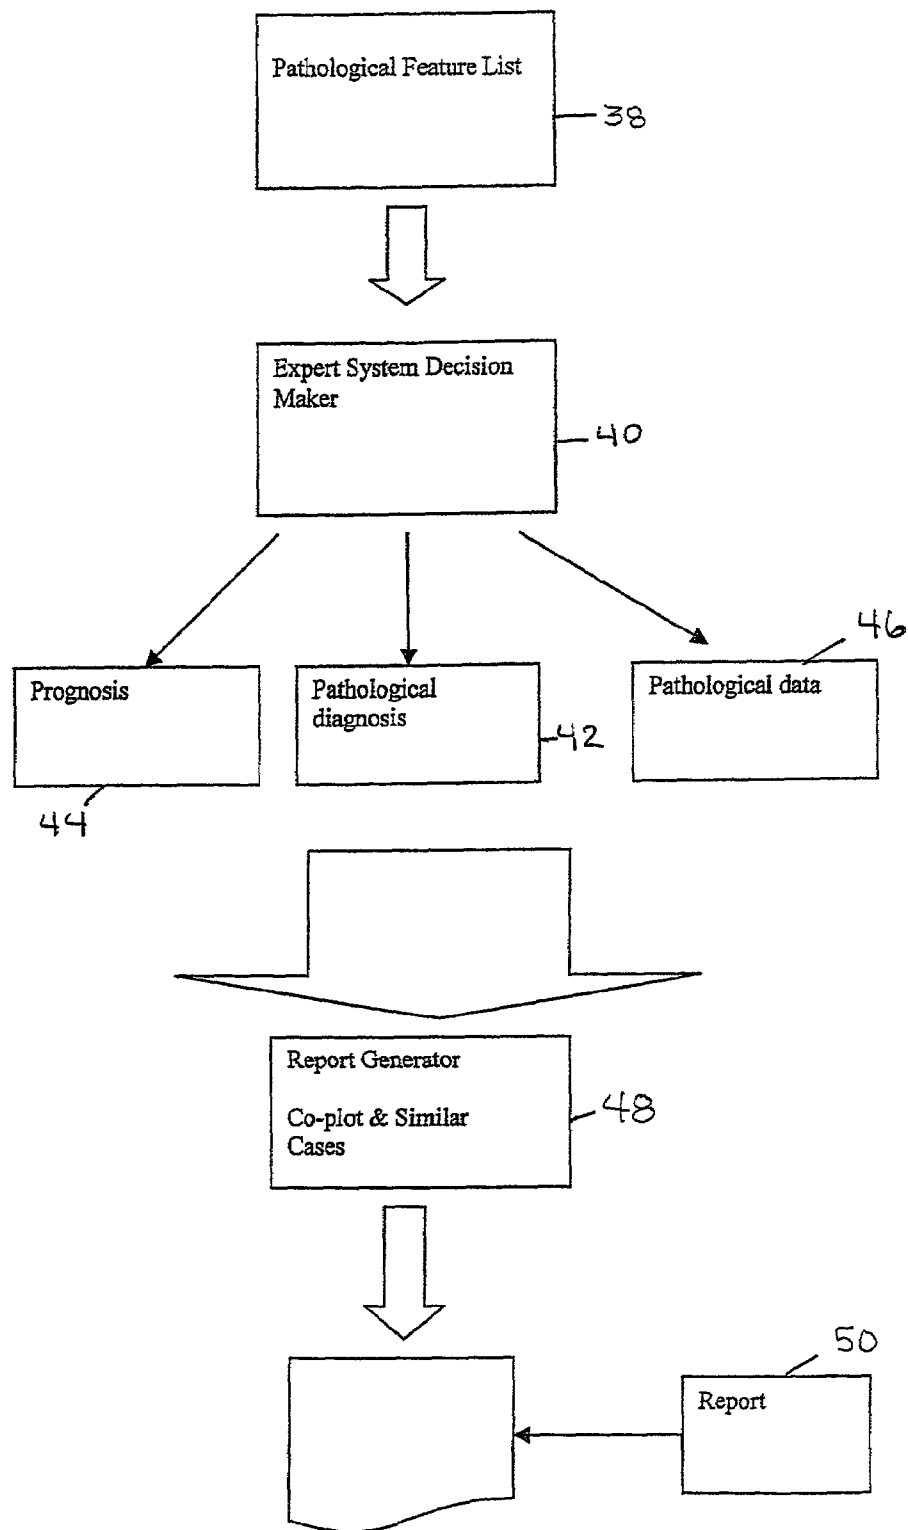 Pathological Feature List
38
Expert System Decision
Maker
40
46
Prognosis
Pathological
diagnosis
Pathological data
42
44
Report Generator
Co-plot & Similar
Cases
48
50
Report